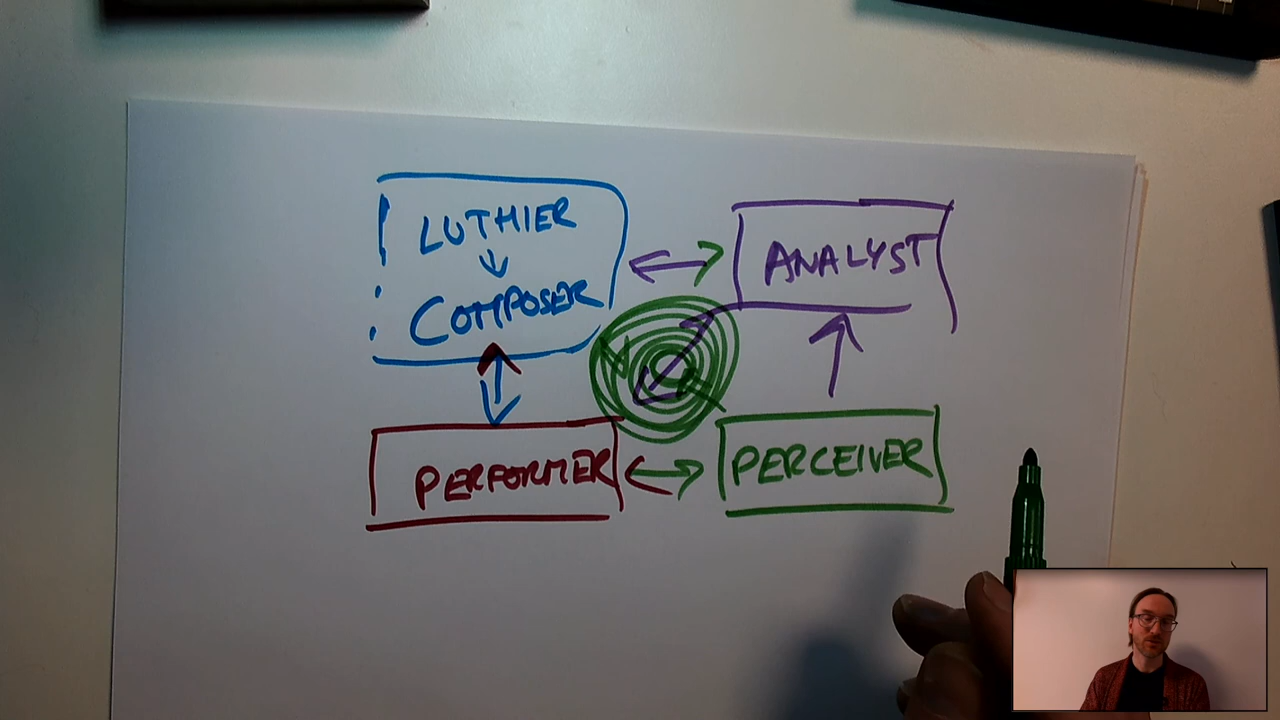 LUTHIER
COMPOSER
ANALYST
PERFORMER
PERCEIVER